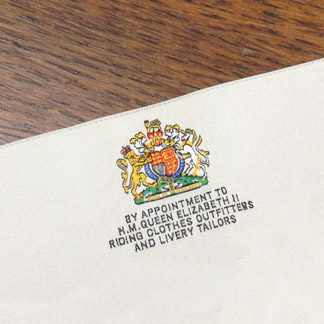 BY APPOINTMENT TO
H.M.QUEEN ELIZABETH II
RIDING CLOTHES OUTFITTERS
AND LIVERY TAILORS